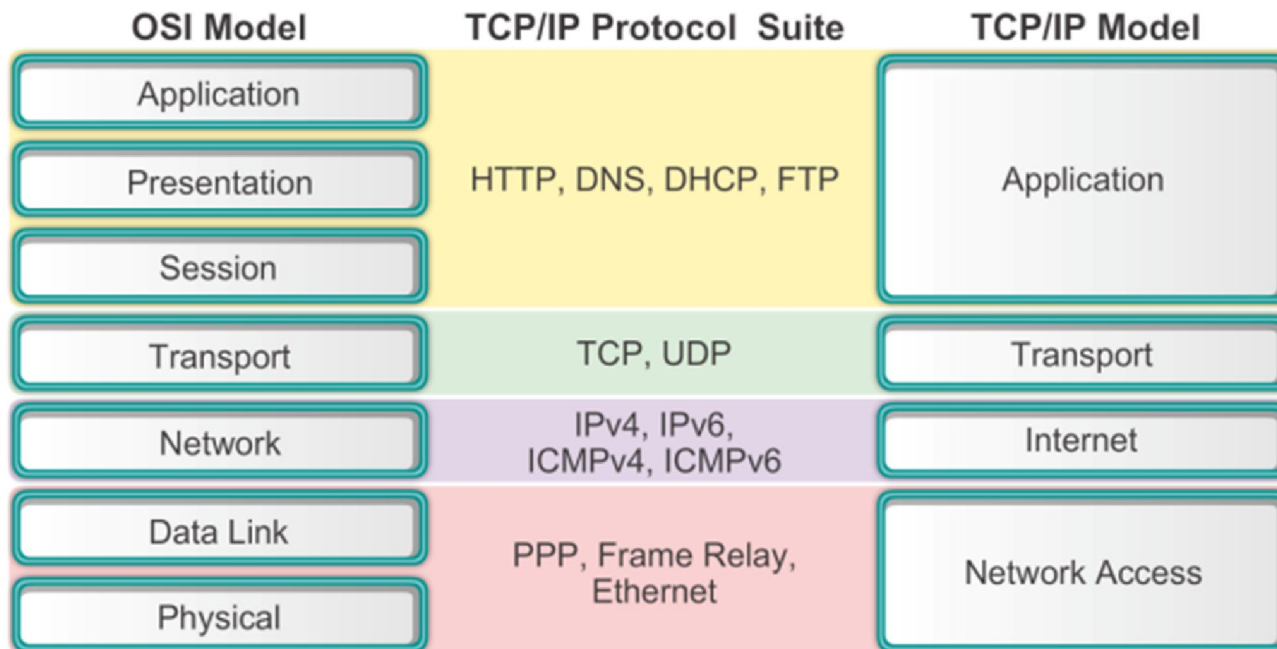 OSI Model
TCP/IP Protocol Suite
TCP/IP Model
Application
Presentation
Session
HTTP, DNS, DHCP, FTP
Application
Transport
TCP, UDP
Transport
Network
IPv4, IPv6,
ICMPv4, ICMPv6
Internet
Data Link
Physical
PPP, Frame Relay,
Ethernet
Network Access